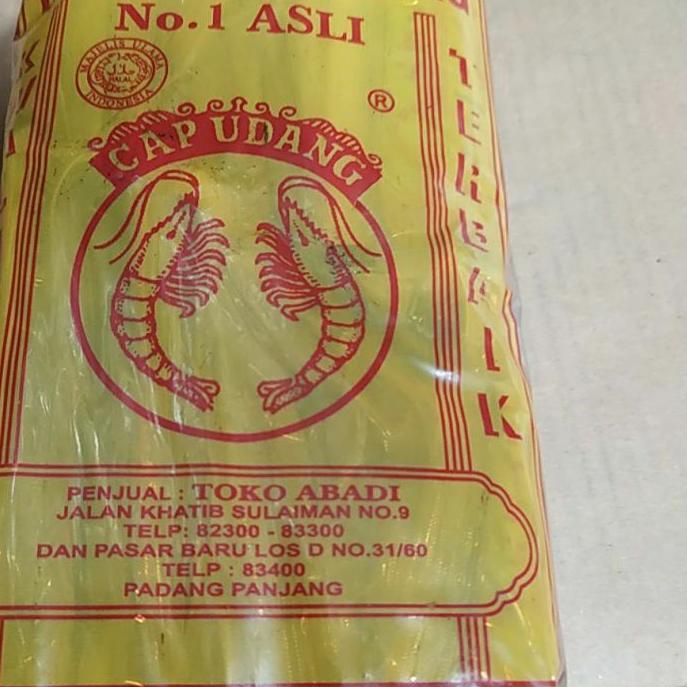 No.1 ASLI
MAJELIS ULAMA
حلال
HALAL
INDONESIA
®
CAP UDANG
TERBAIK
PENJUAL : TOKO ABADI
JALAN KHATIB SULAIMAN NO.9
TELP: 82300 - 83300
DAN PASAR BARU LOS D NO.31/60
TELP : 83400
PADANG PANJANG